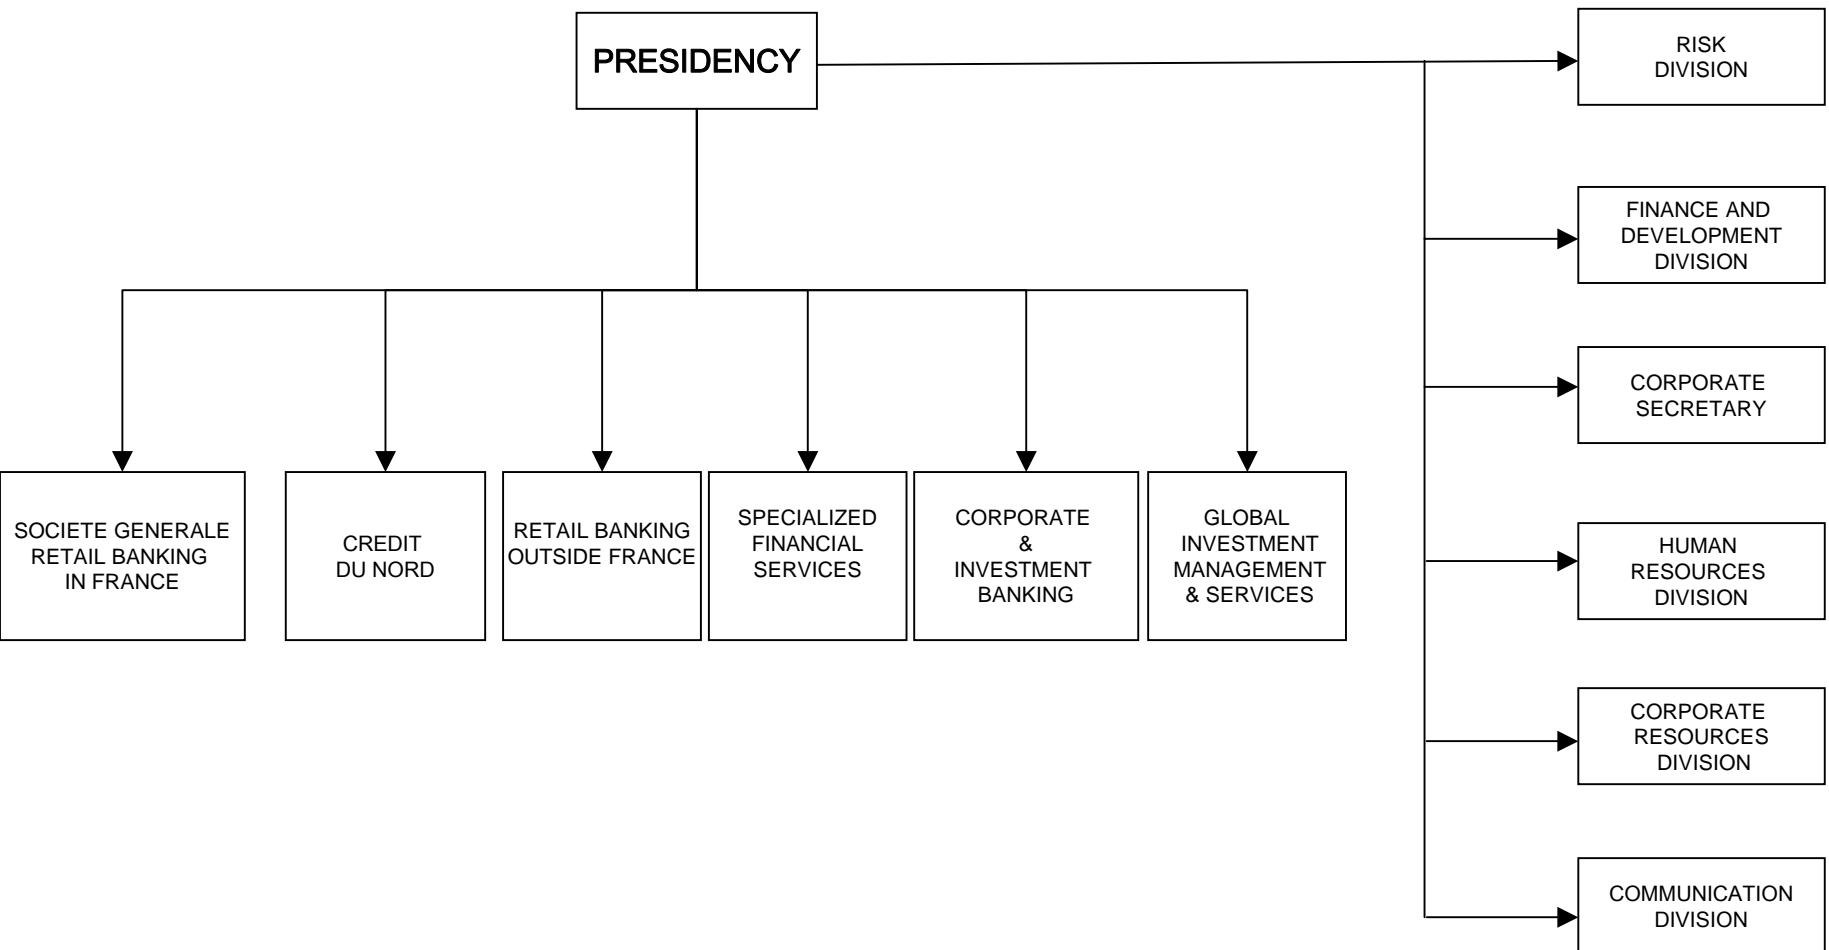 PRESIDENCY
RISK
DIVISION
FINANCE AND
DEVELOPMENT
DIVISION
CORPORATE
SECRETARY
HUMAN
RESOURCES
DIVISION
CORPORATE
RESOURCES
DIVISION
COMMUNICATION
DIVISION
SOCIETE GENERALE
RETAIL BANKING
IN FRANCE
CREDIT
DU NORD
RETAIL BANKING
OUTSIDE FRANCE
SPECIALIZED
FINANCIAL
SERVICES
CORPORATE
&
INVESTMENT
BANKING
GLOBAL
INVESTMENT
MANAGEMENT
& SERVICES